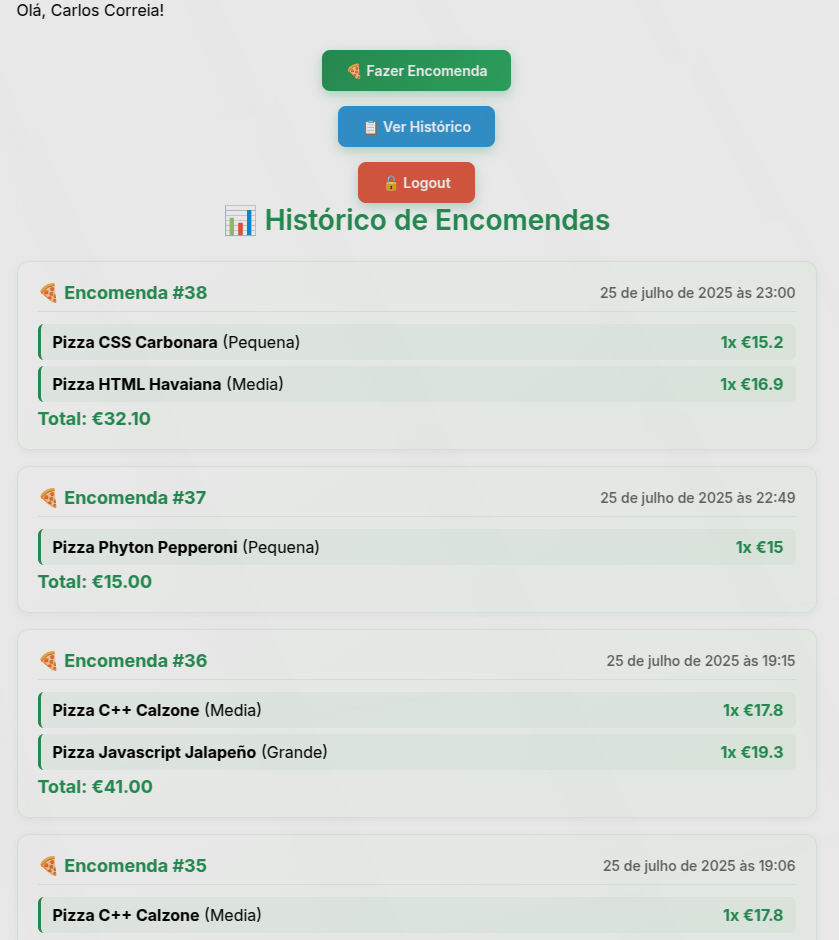 Olá, Carlos Correia!
🍕 Fazer Encomenda
📋 Ver Histórico
🔒 Logout
📊 Histórico de Encomendas
🍕 Encomenda #38 25 de julho de 2025 às 23:00
Pizza CSS Carbonara (Pequena) 1x €15.2
Pizza HTML Havaiana (Media) 1x €16.9
Total: €32.10
🍕 Encomenda #37 25 de julho de 2025 às 22:49
Pizza Phyton Pepperoni (Pequena) 1x €15
Total: €15.00
🍕 Encomenda #36 25 de julho de 2025 às 19:15
Pizza C++ Calzone (Media) 1x €17.8
Pizza Javascript Jalapeño (Grande) 1x €19.3
Total: €41.00
🍕 Encomenda #35 25 de julho de 2025 às 19:06
Pizza C++ Calzone (Media) 1x €17.8